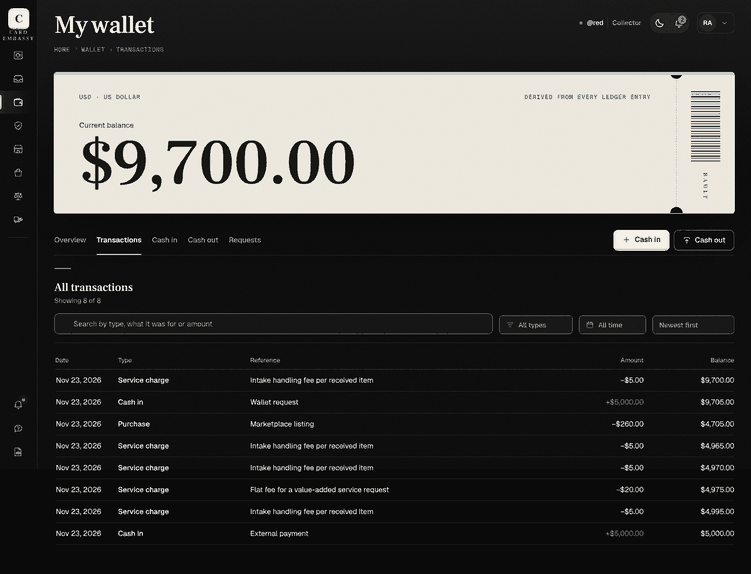 C
CARD
EMBASSY
My wallet
@red Collector
2
RA
HOME › WALLET › TRANSACTIONS
USD · US DOLLAR
DERIVED FROM EVERY LEDGER ENTRY
Current balance
$9,700.00
Overview Transactions Cash in Cash out Requests
+ Cash in
Cash out
All transactions
Showing 8 of 8
Search by type, what it was for or amount
All types
All time
Newest first
Date Type Reference Amount Balance
Nov 23, 2026 Service charge Intake handling fee per received item −$5.00 $9,700.00
Nov 23, 2026 Cash in Wallet request +$5,000.00 $9,705.00
Nov 23, 2026 Purchase Marketplace listing −$260.00 $4,705.00
Nov 23, 2026 Service charge Intake handling fee per received item −$5.00 $4,965.00
Nov 23, 2026 Service charge Intake handling fee per received item −$5.00 $4,970.00
Nov 23, 2026 Service charge Flat fee for a value-added service request −$20.00 $4,975.00
Nov 23, 2026 Service charge Intake handling fee per received item −$5.00 $4,995.00
Nov 23, 2026 Cash in External payment +$5,000.00 $5,000.00